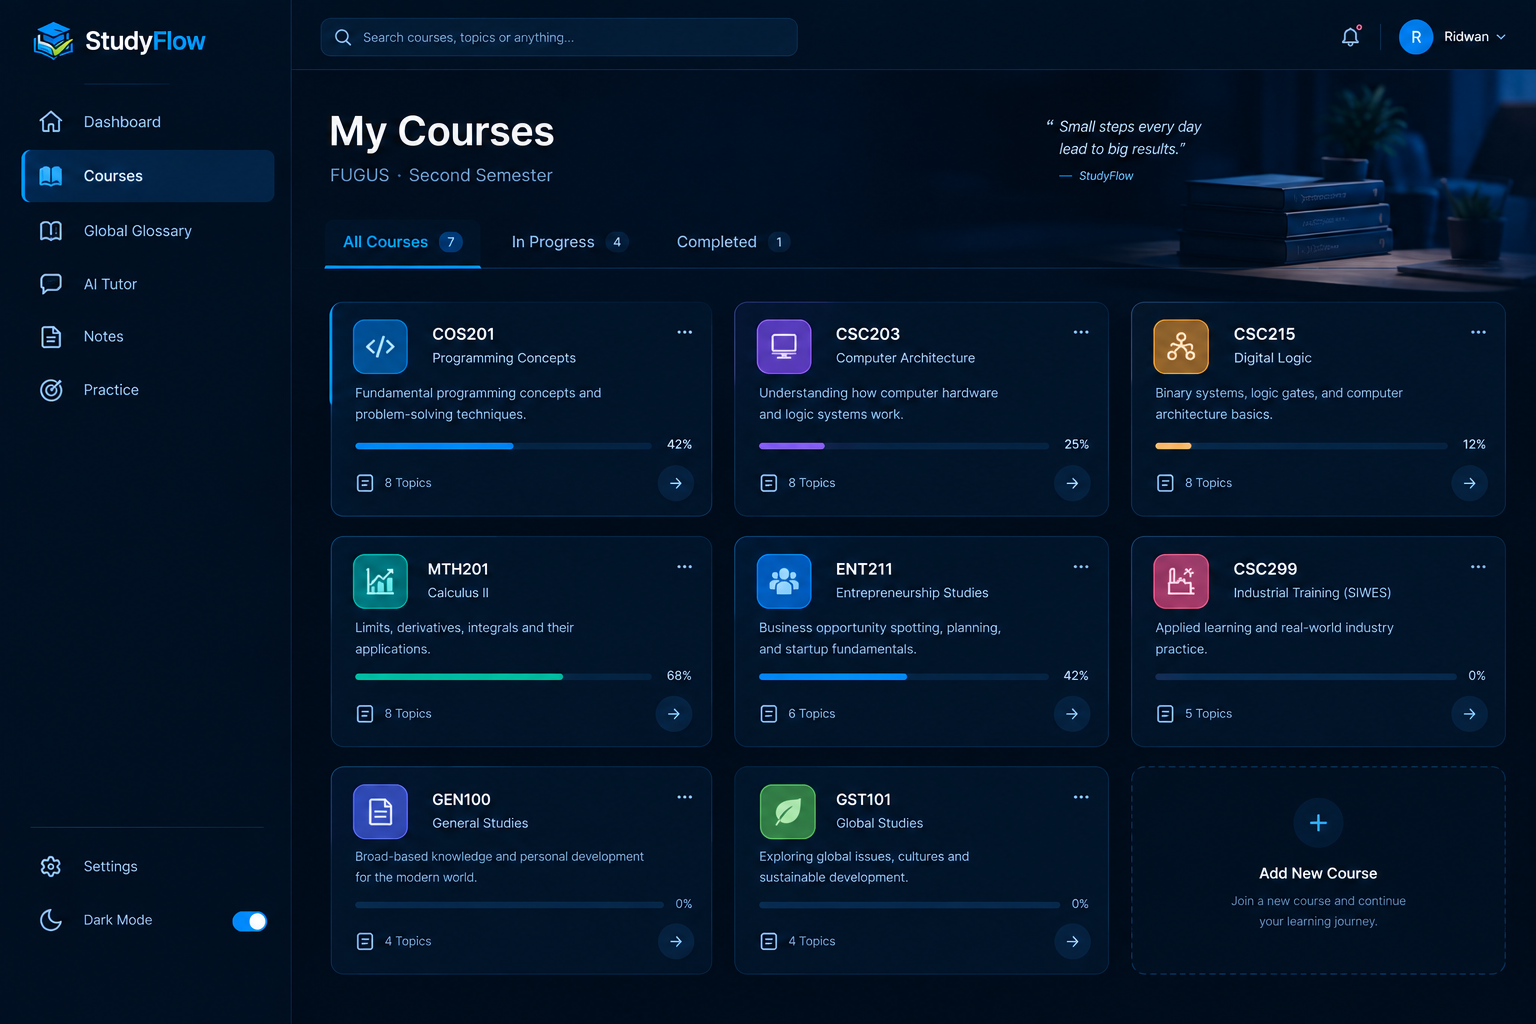 StudyFlow
Search courses, topics or anything...
R
Ridwan
Dashboard
Courses
Global Glossary
AI Tutor
Notes
Practice
Settings
Dark Mode
My Courses
FUGUS · Second Semester
“ Small steps every day
lead to big results.”
— StudyFlow
All Courses 7
In Progress 4
Completed 1
COS201
Programming Concepts
Fundamental programming concepts and
problem-solving techniques.
42%
8 Topics
CSC203
Computer Architecture
Understanding how computer hardware
and logic systems work.
25%
8 Topics
CSC215
Digital Logic
Binary systems, logic gates, and computer
architecture basics.
12%
8 Topics
MTH201
Calculus II
Limits, derivatives, integrals and their
applications.
68%
8 Topics
ENT211
Entrepreneurship Studies
Business opportunity spotting, planning,
and startup fundamentals.
42%
6 Topics
CSC299
Industrial Training (SIWES)
Applied learning and real-world industry
practice.
0%
5 Topics
GEN100
General Studies
Broad-based knowledge and personal development
for the modern world.
0%
4 Topics
GST101
Global Studies
Exploring global issues, cultures and
sustainable development.
0%
4 Topics
Add New Course
Join a new course and continue
your learning journey.